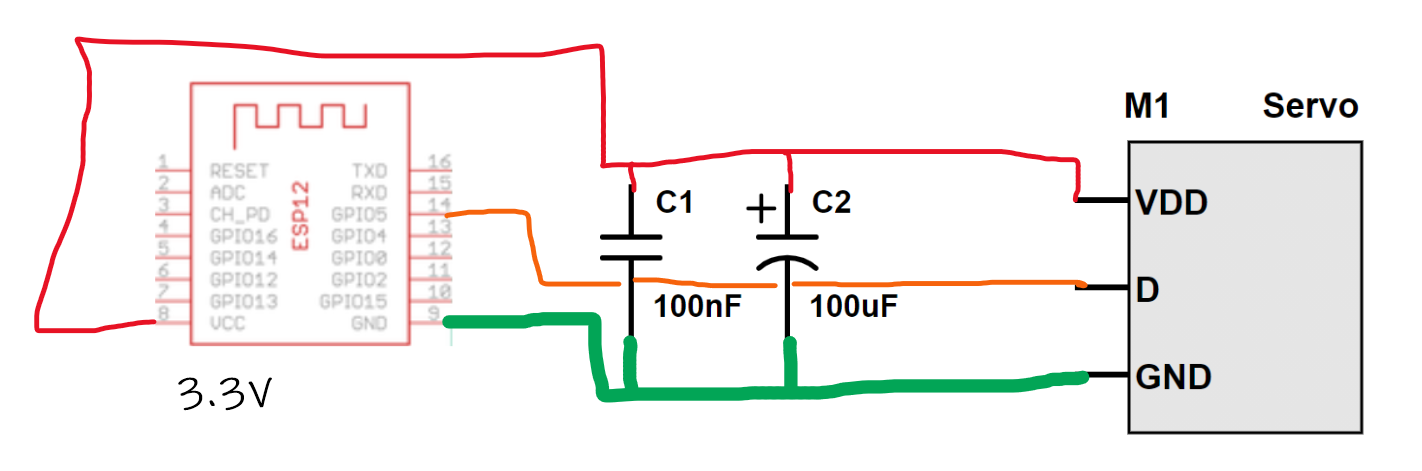 M1 Servo
1 RESET TXD 16
2 ADC RXD 15
3 CH_PD GPIO5 14
4 GPIO16 GPIO4 13
5 GPIO14 GPIO0 12
6 GPIO12 GPIO2 11
7 GPIO13 GPIO15 10
8 VCC GND 9
ESP12
C1
+ C2
100nF
100uF
VDD
D
GND
3.3V